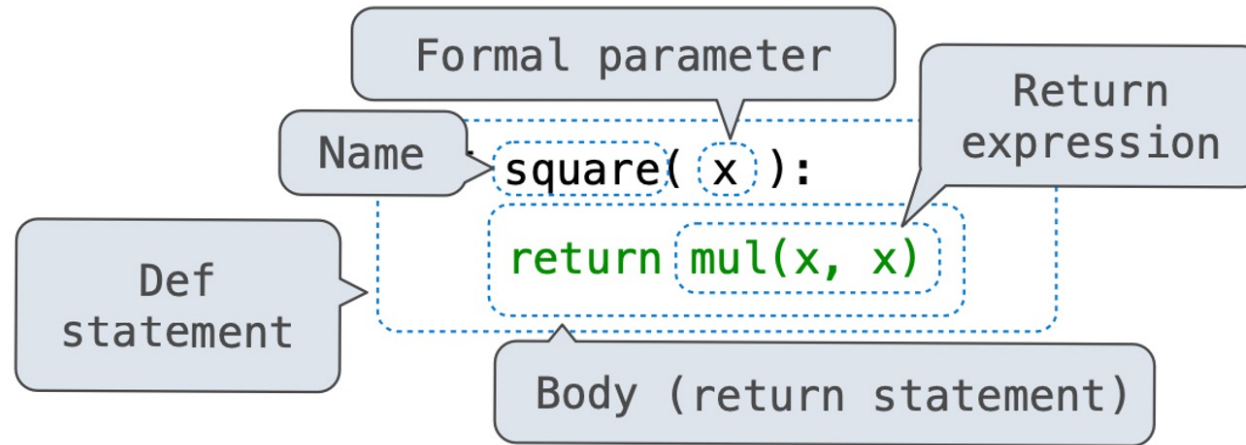 Formal parameter
Return
expression
Name
square( x ):
Def
statement
return mul(x, x)
Body (return statement)